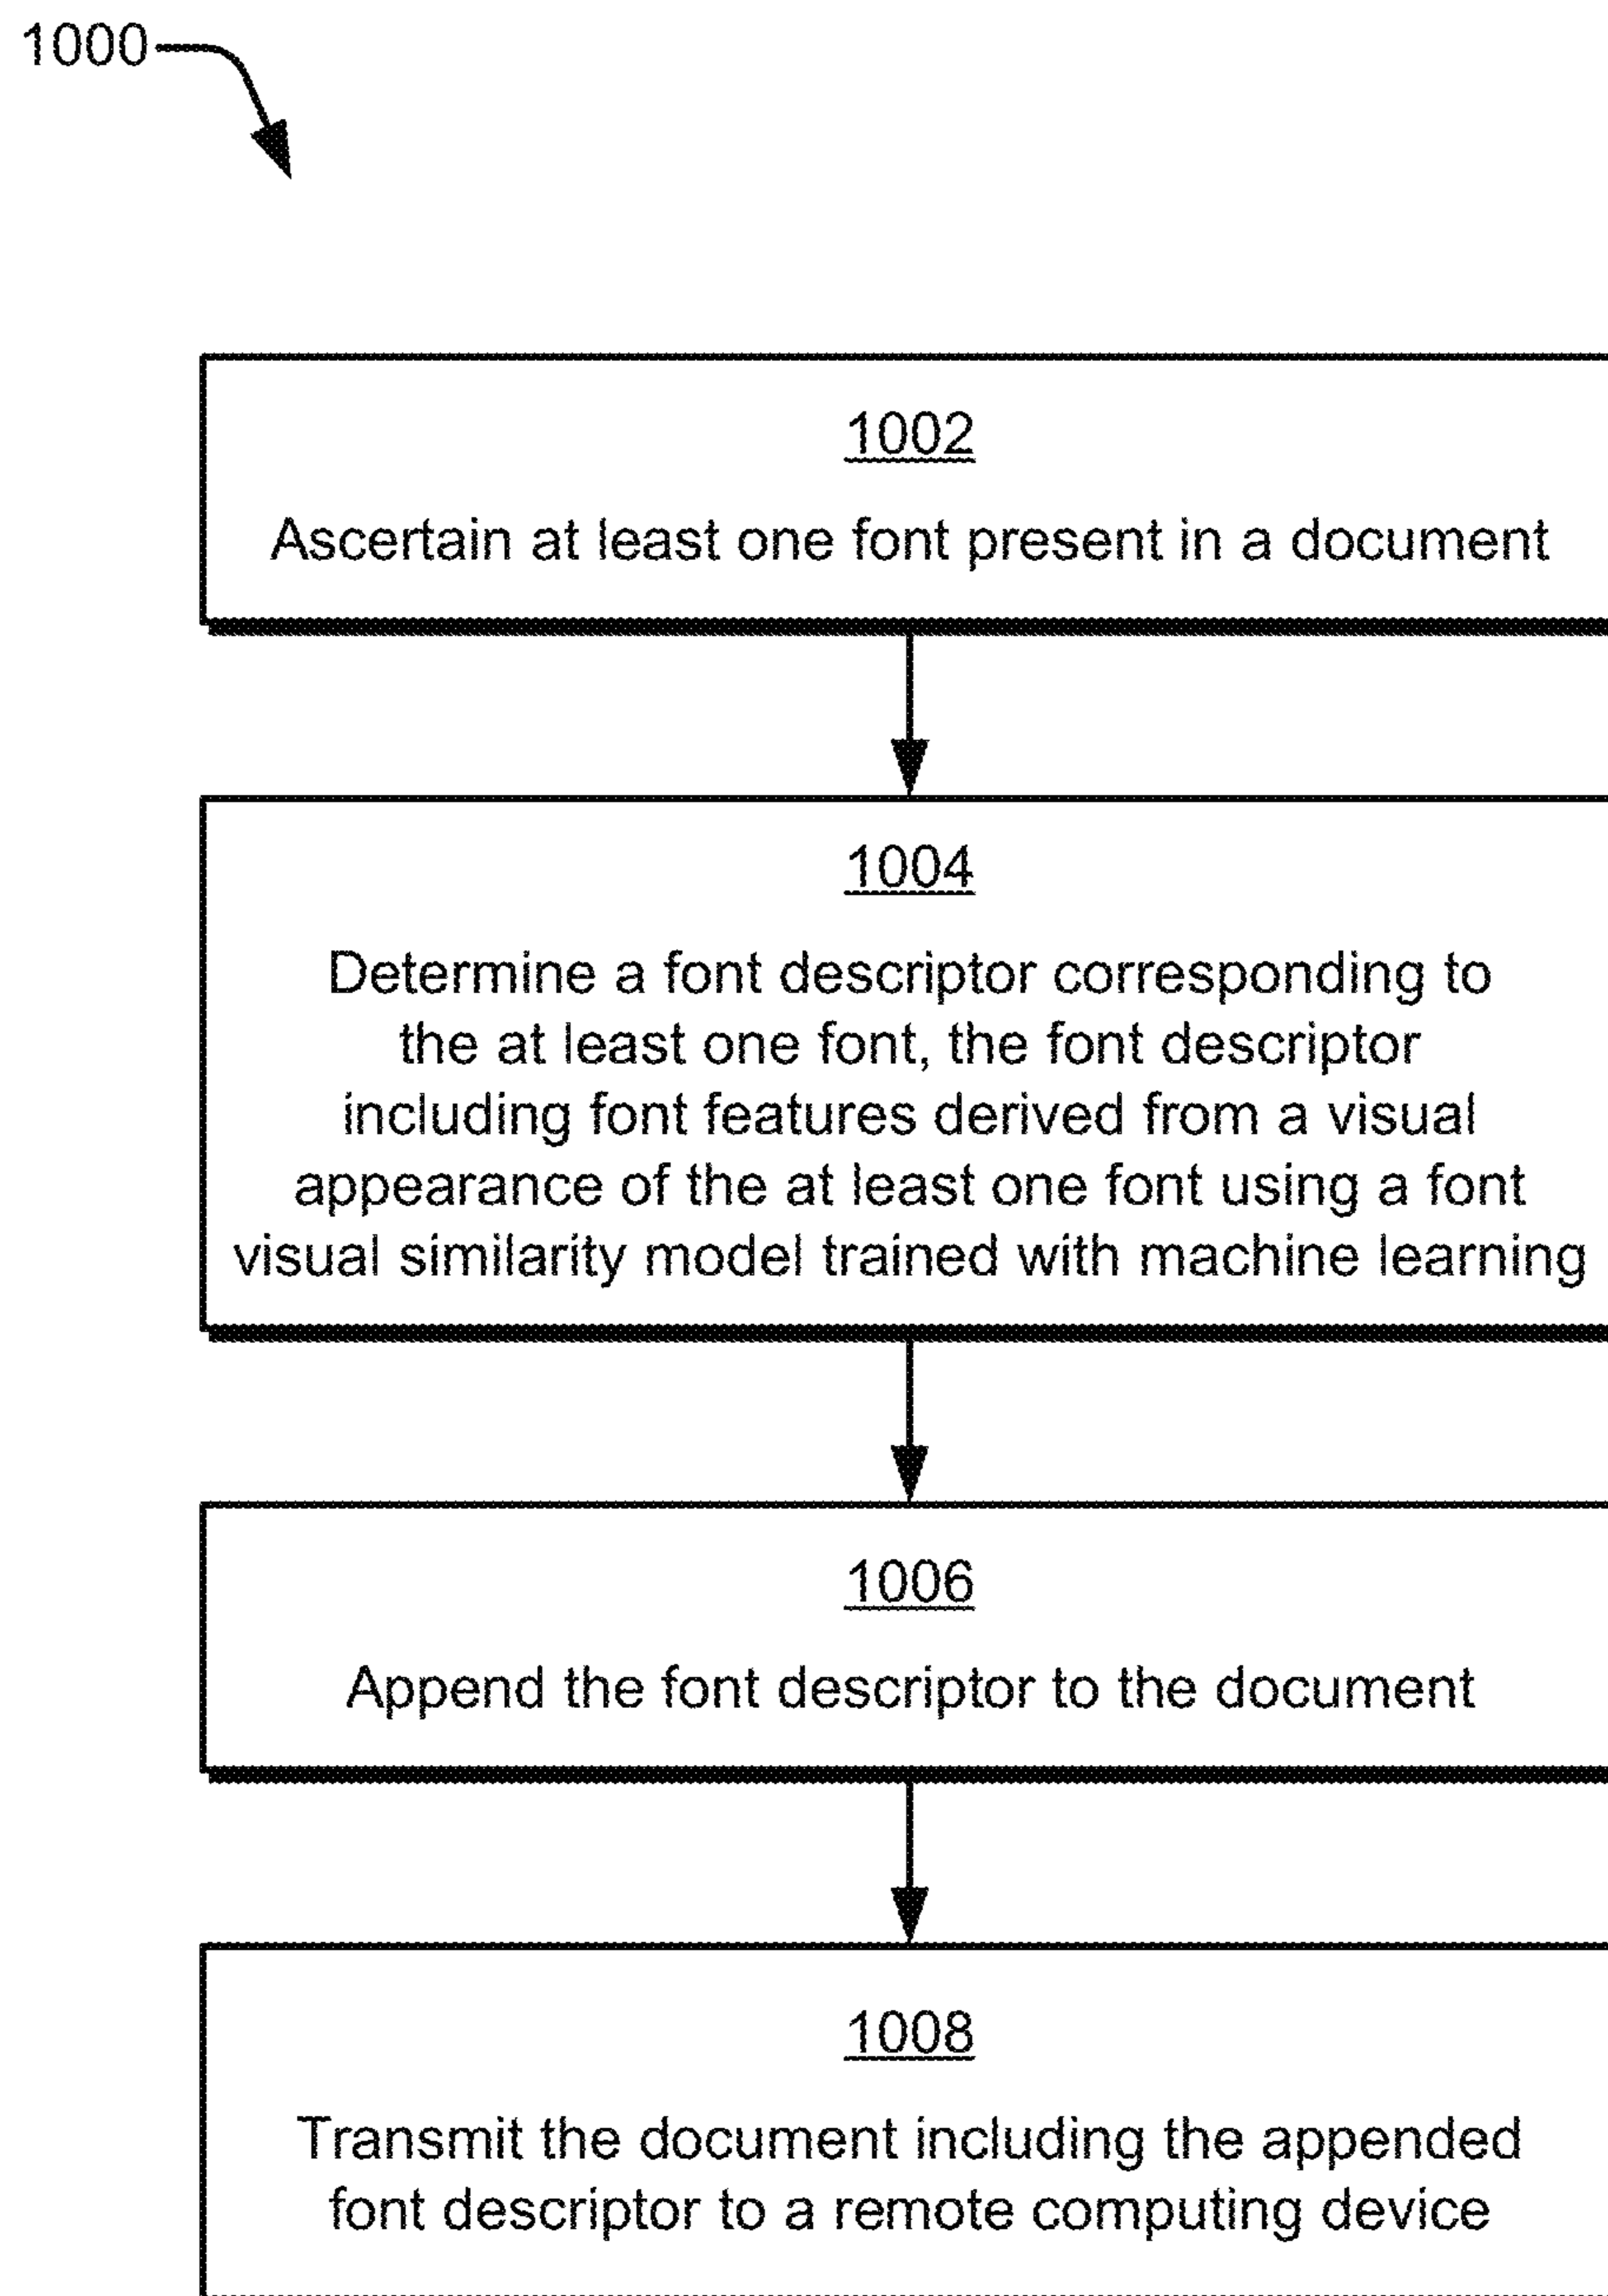 1000
1002
Ascertain at least one font present in a document
1004
Determine a font descriptor corresponding to
the at least one font, the font descriptor
including font features derived from a visual
appearance of the at least one font using a font
visual similarity model trained with machine learning
1006
Append the font descriptor to the document
1008
Transmit the document including the appended
font descriptor to a remote computing device